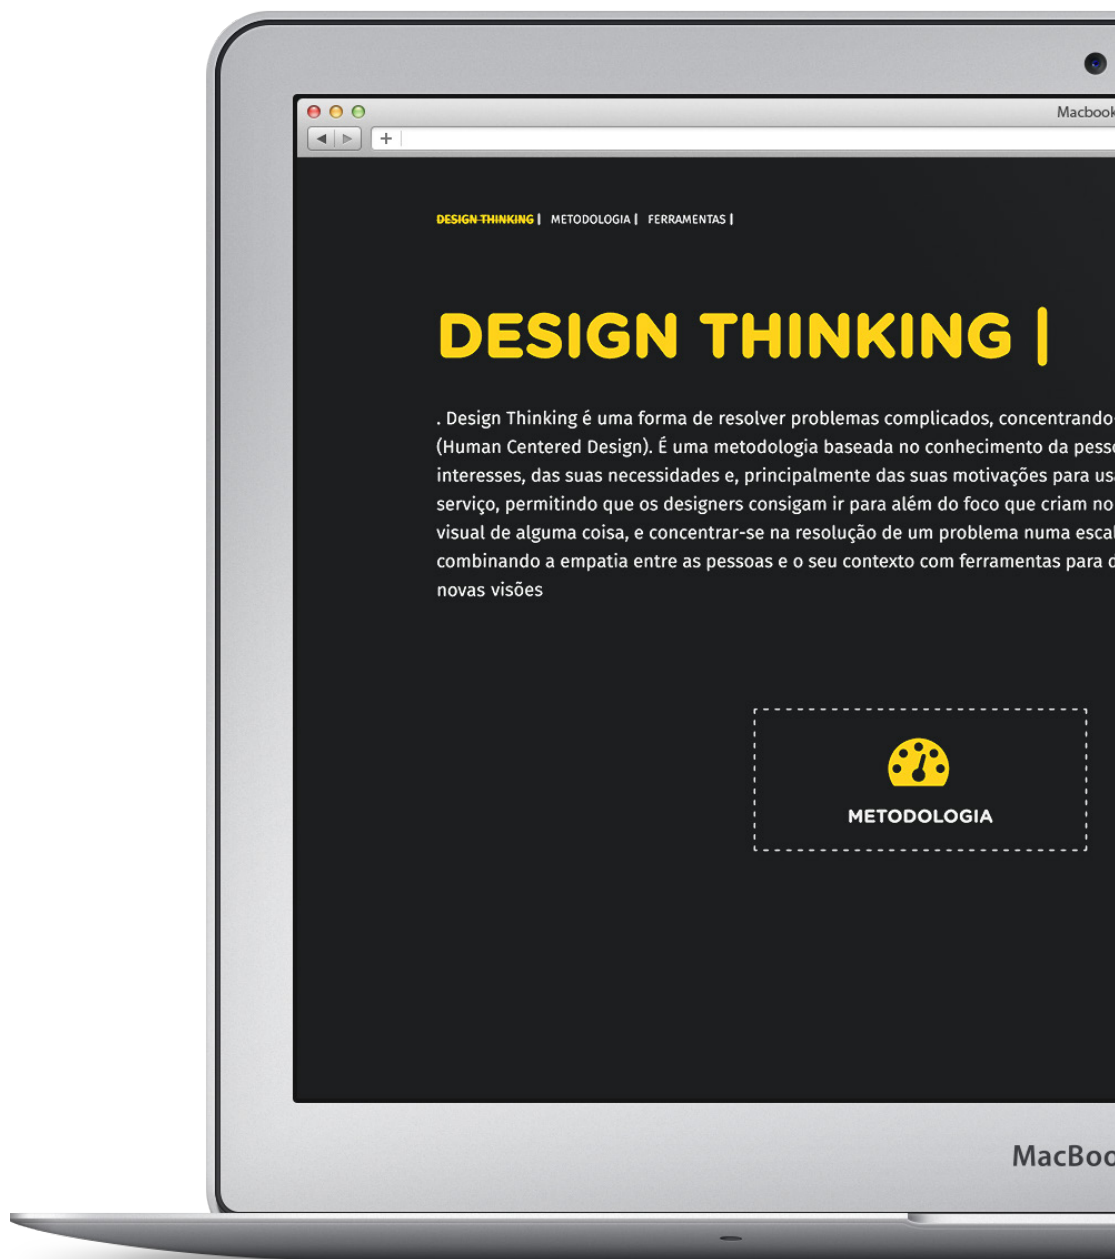 Macbook
+
DESIGN THINKING | METODOLOGIA | FERRAMENTAS |
DESIGN THINKING |
. Design Thinking é uma forma de resolver problemas complicados, concentrando
(Human Centered Design). É uma metodologia baseada no conhecimento da
interesses, das suas necessidades e, principalmente das suas motivações para
serviço, permitindo que os designers consigam ir para além do foco que criam no
visual de alguma coisa, e concentrar-se na resolução de um problema numa
combinando a empatia entre as pessoas e o seu contexto com ferramentas para
novas visões
METODOLOGIA